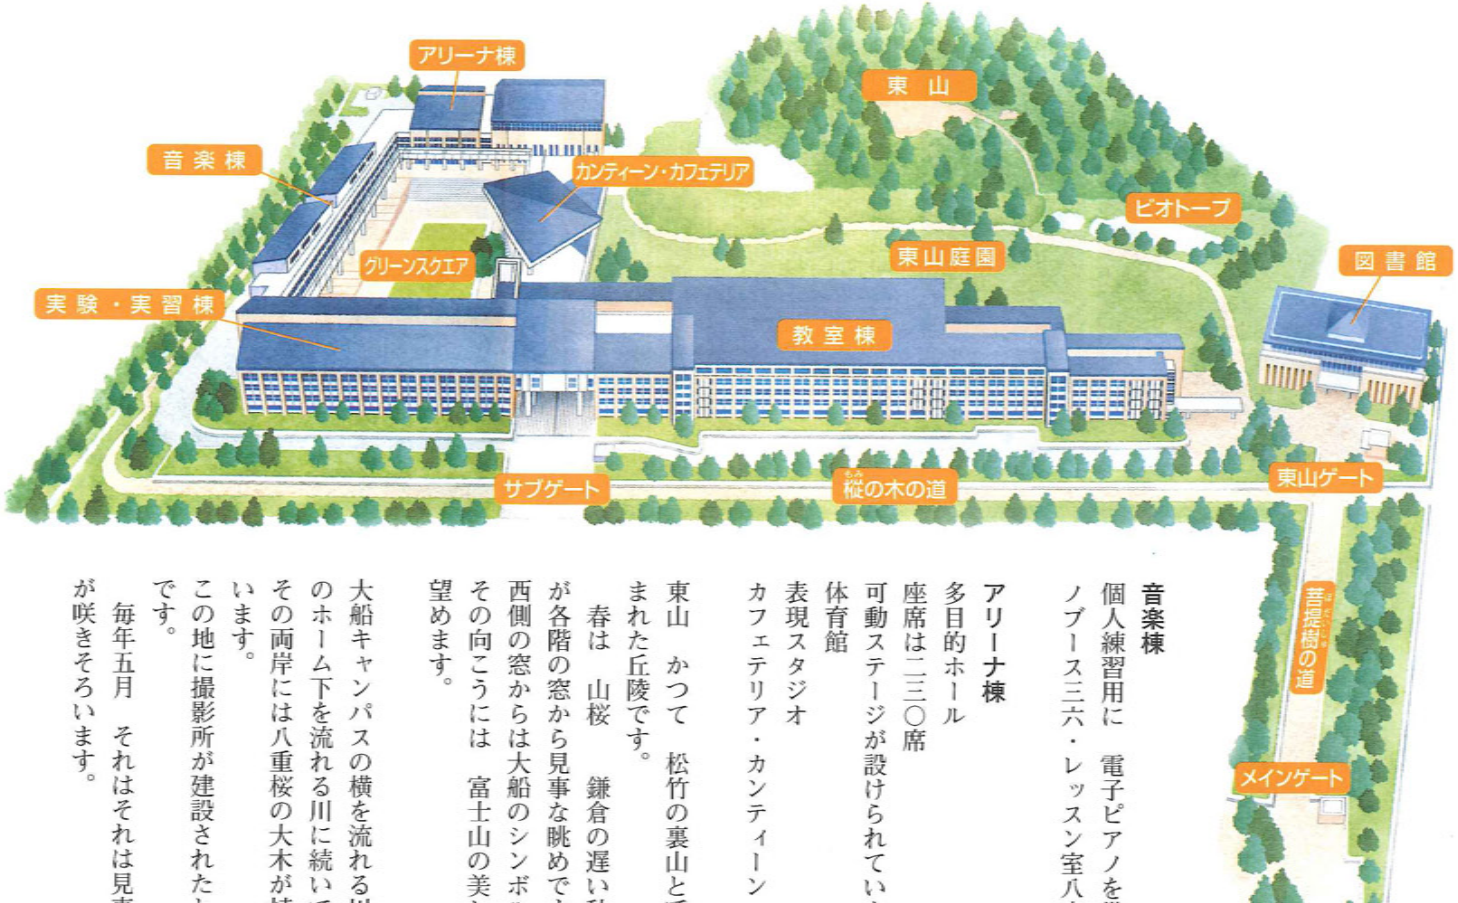 アリーナ棟
東山
音楽棟
カンティーン・カフェテリア
ビオトープ
図書館
グリーンスクエア
東山庭園
実験・実習棟
教室棟
サブゲート
樅の木の道
もみ
東山ゲート
菩提樹の道
ぼだいじゅ
メインゲート
音楽棟
個人練習用に 電子ピアノを
ノブース三六・レッスン室八
アリーナ棟
多目的ホール
座席は二三〇席
可動ステージが設けられてい
体育館
表現スタジオ
カフェテリア・カンティーン
東山 かつて 松竹の裏山と
まれた丘陵です。
春は 山桜 鎌倉の遅い
が各階の窓から見事な眺めで
西側の窓からは大船のシンボ
その向こうには 富士山の美
望めます。
大船キャンパスの横を流れる
のホーム下を流れる川に続い
その両岸には八重桜の大木が
います。
この地に撮影所が建設された
です。
毎年五月 それはそれは見事
が咲きそろいます。